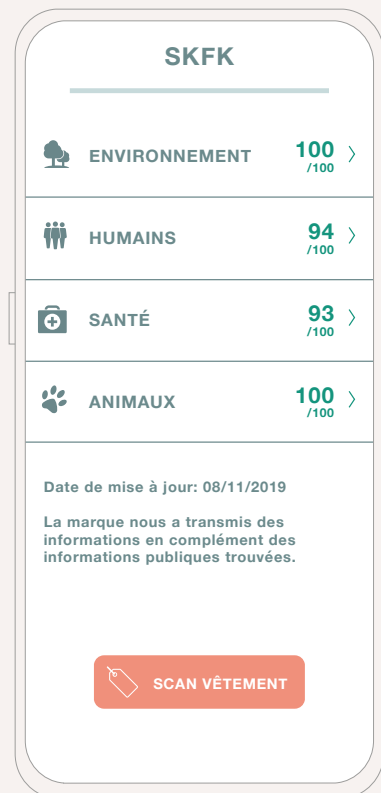 SKFK
ENVIRONNEMENT
100
/100
HUMAINS
94
/100
SANTÉ
93
/100
ANIMAUX
100
/100
Date de mise à jour: 08/11/2019
La marque nous a transmis des
informations en complément des
informations publiques trouvées.
SCAN VÊTEMENT